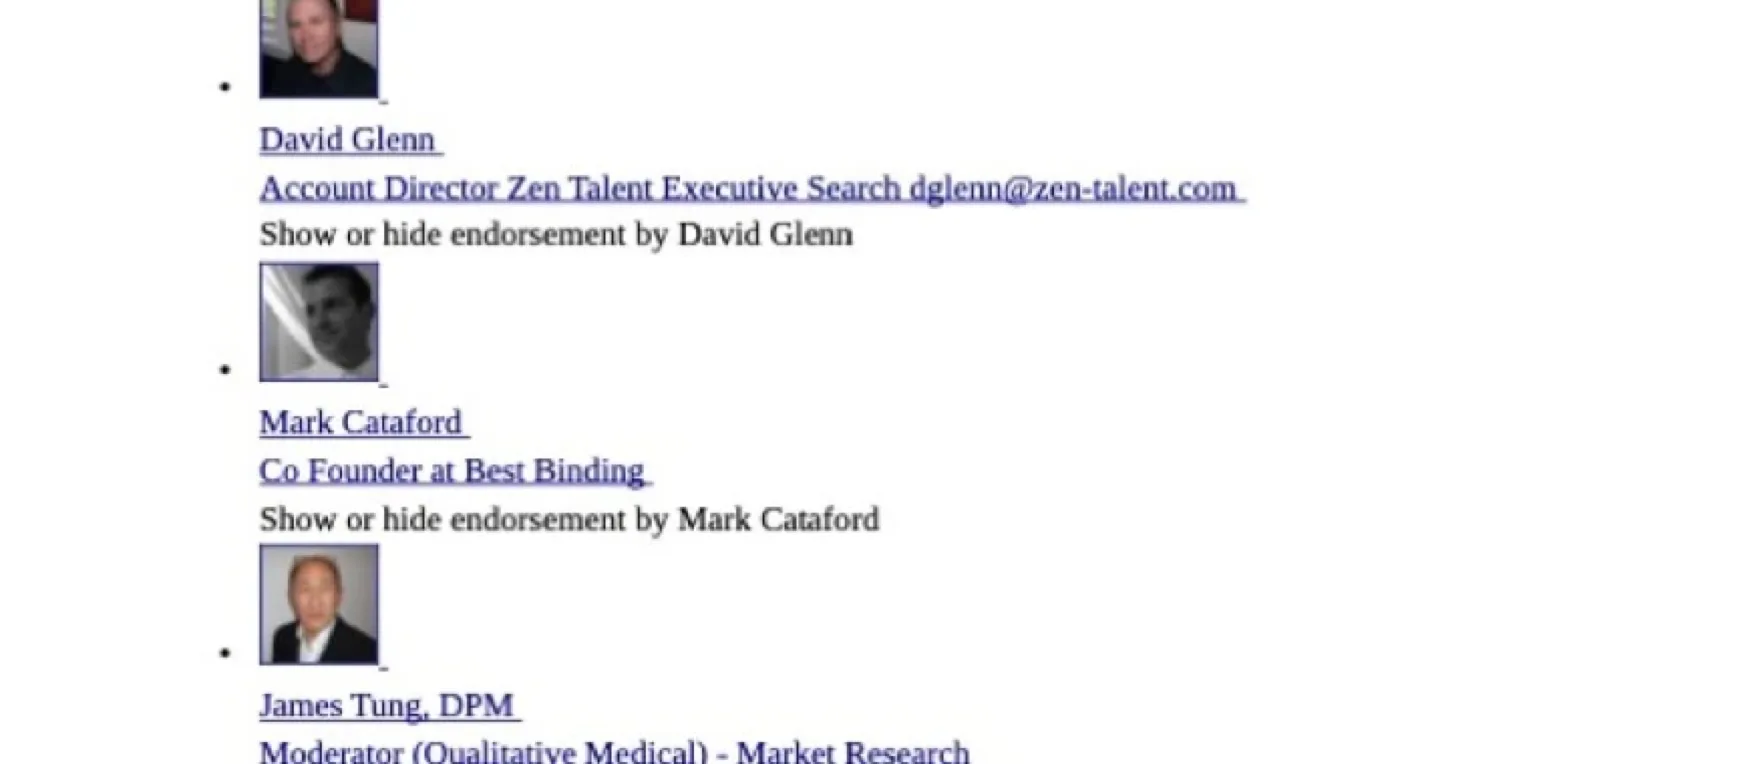 David Glenn
Account Director Zen Talent Executive Search dglenn@zen-talent.com
Show or hide endorsement by David Glenn
Mark Cataford
Co Founder at Best Binding
Show or hide endorsement by Mark Cataford
James Tung, DPM
Moderator (Qualitative Medical) - Market Research